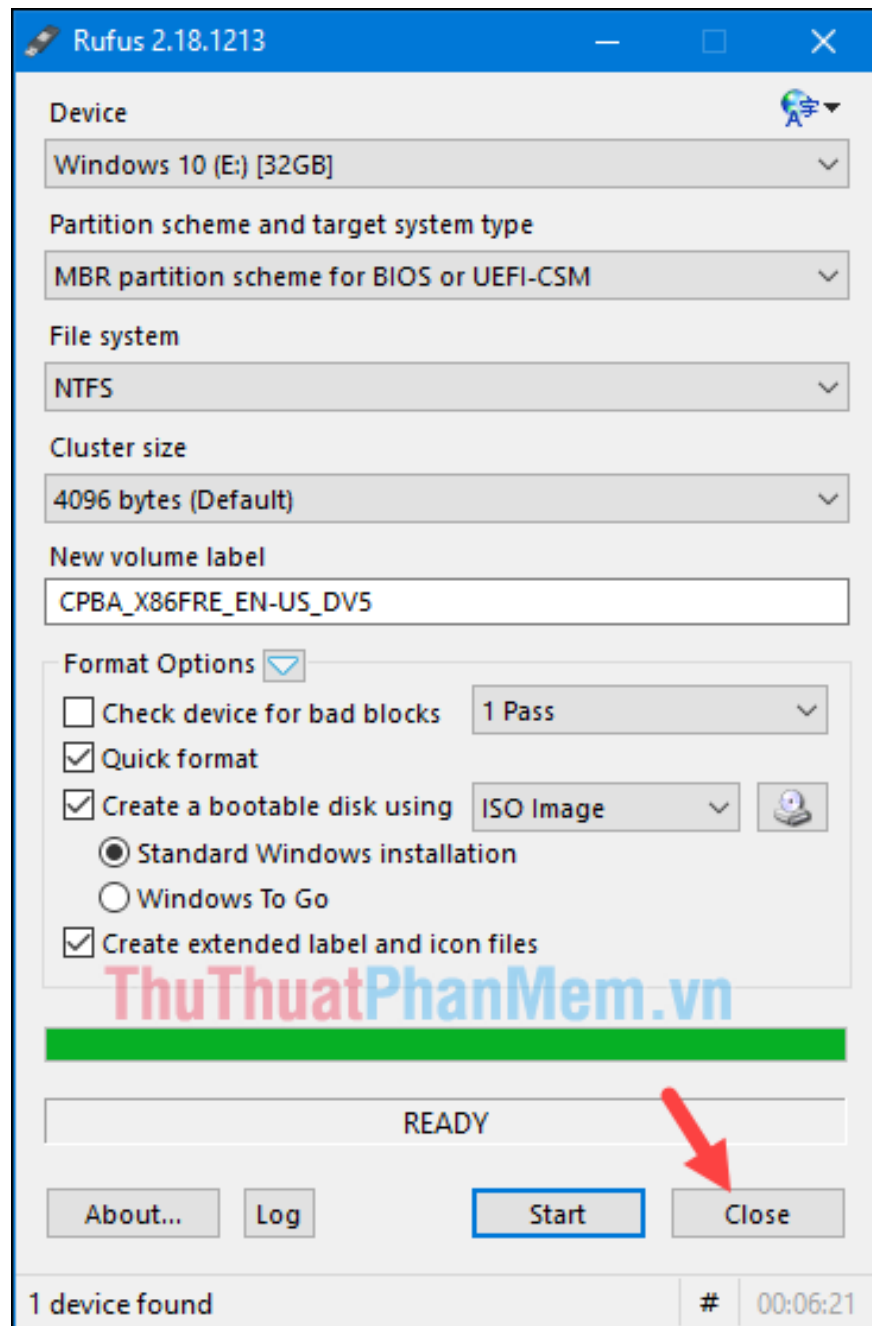 Rufus 2.18.1213
Device
Windows 10 (E:) [32GB]
Partition scheme and target system type
MBR partition scheme for BIOS or UEFI-CSM
File system
NTFS
Cluster size
4096 bytes (Default)
New volume label
CPBA_X86FRE_EN-US_DV5
Format Options
Check device for bad blocks 1 Pass
Quick format
Create a bootable disk using ISO Image
Standard Windows installation
Windows To Go
Create extended label and icon files
ThuThuatPhanMem.vn
READY
About... Log Start Close
1 device found # 00:06:21